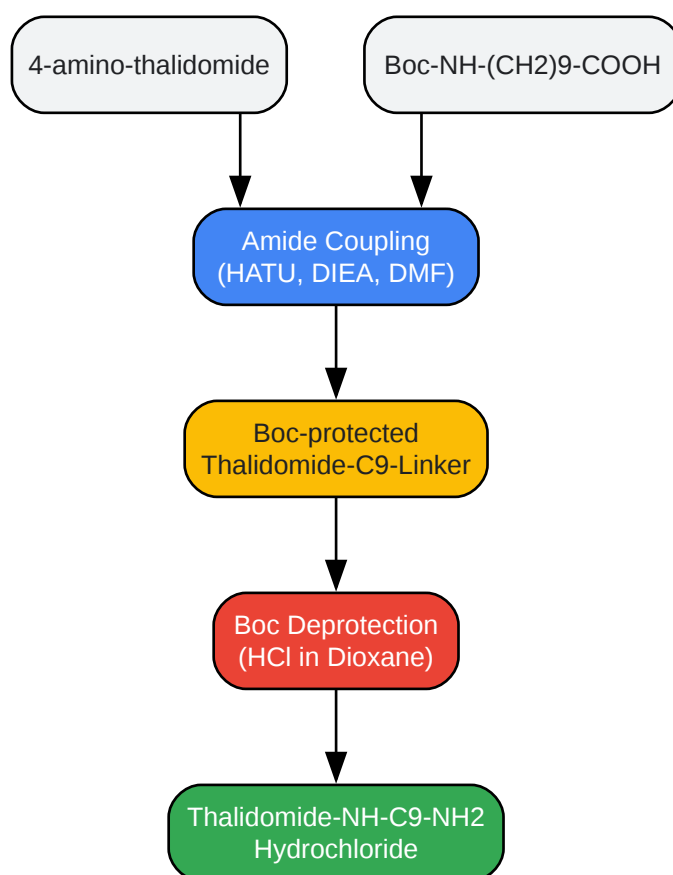 4-amino-thalidomide
Boc-NH-(CH2)9-COOH
Amide Coupling
(HATU, DIEA, DMF)
Boc-protected
Thalidomide-C9-Linker
Boc Deprotection
(HCl in Dioxane)
Thalidomide-NH-C9-NH2
Hydrochloride